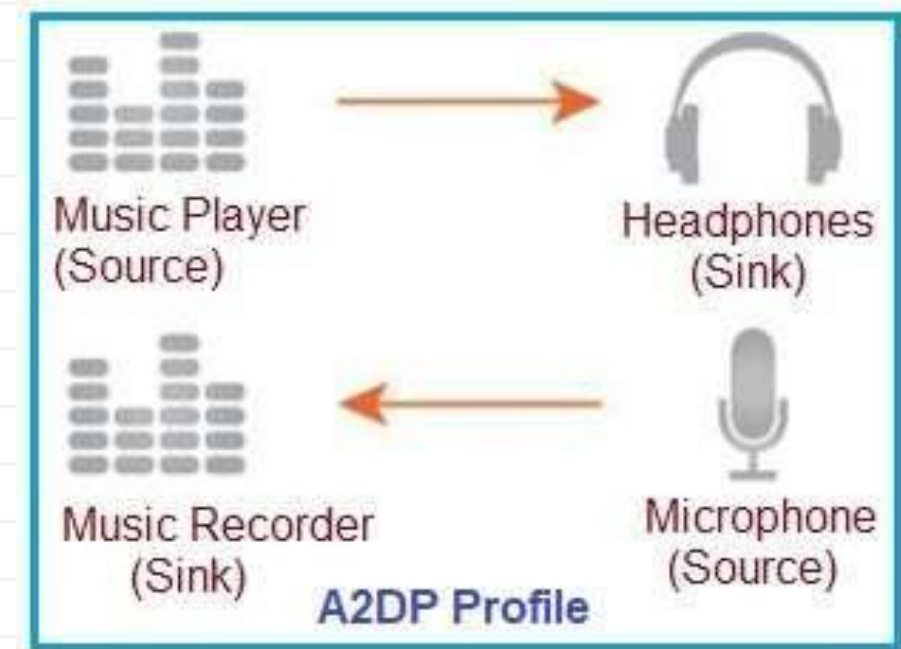 Music Player
(Source)
Headphones
(Sink)
Music Recorder
(Sink)
Microphone
(Source)
A2DP Profile